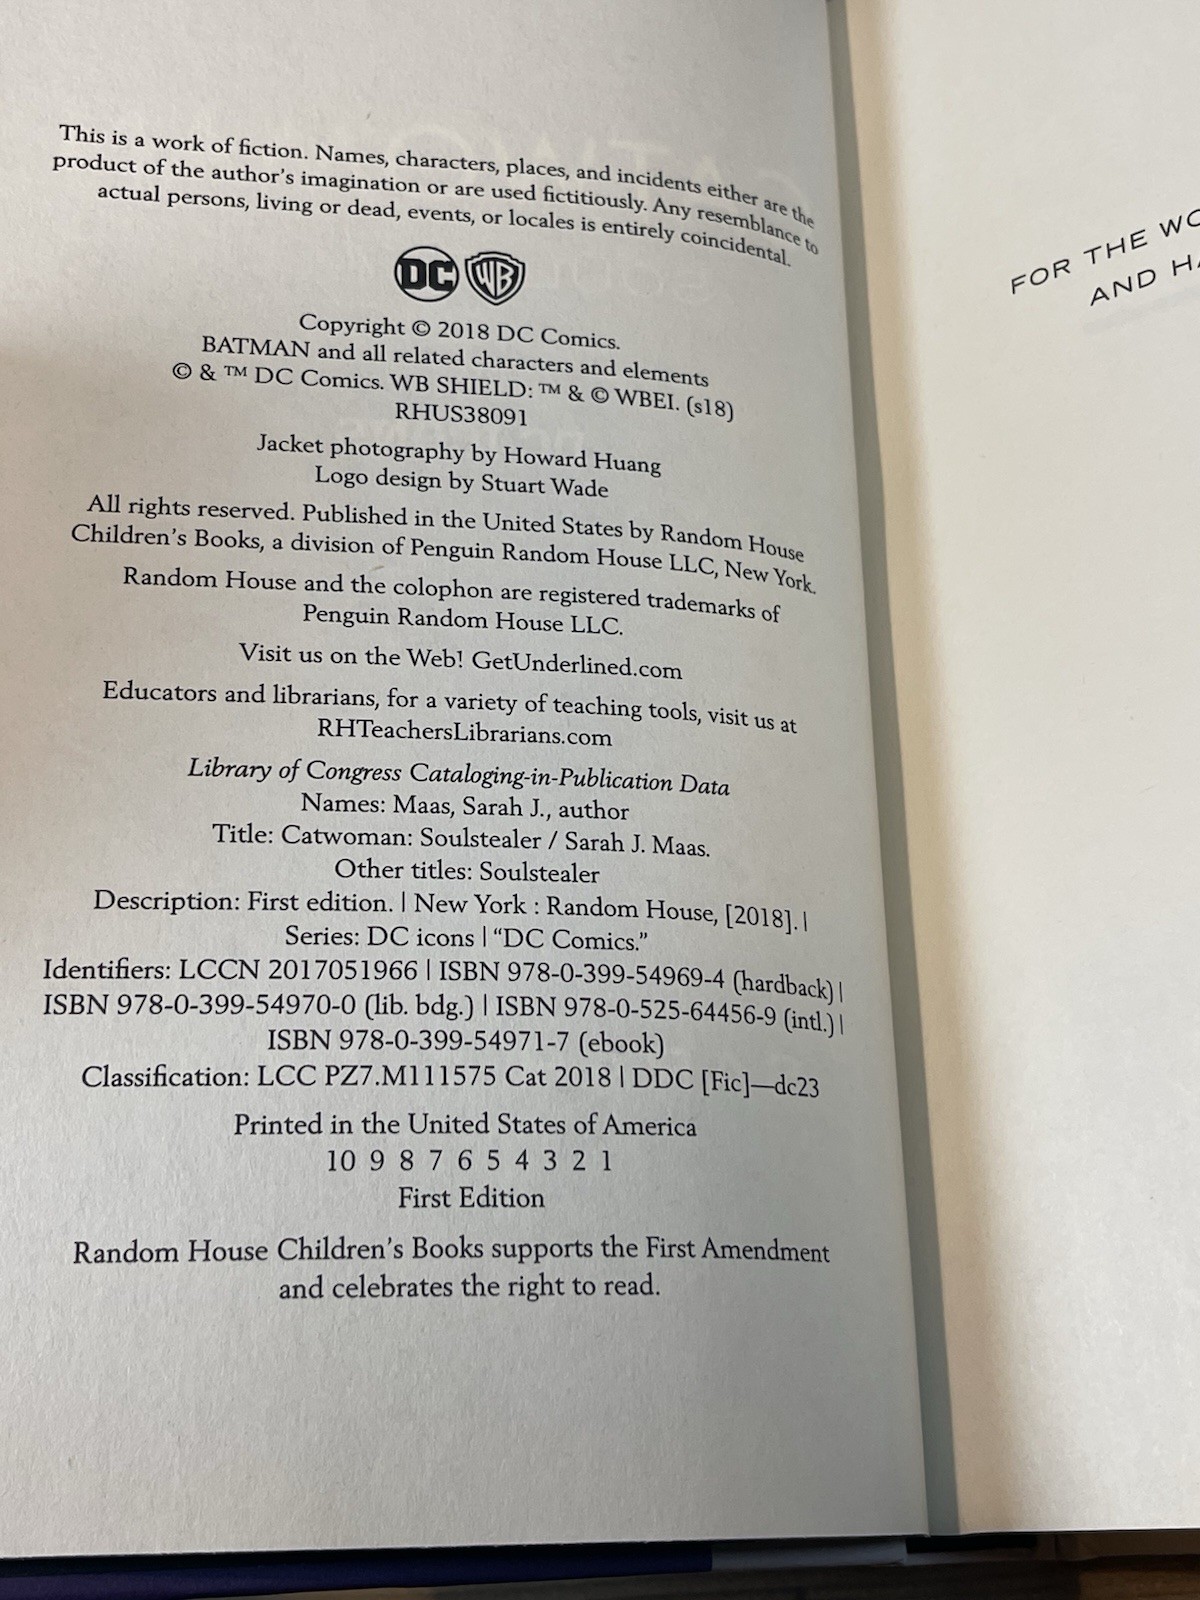 This is a work of fiction. Names, characters, places, and incidents either are the
product of the author's imagination or are used fictitiously. Any resemblance to
actual persons, living or dead, events, or locales is entirely coincidental.
DC WB
Copyright © 2018 DC Comics.
BATMAN and all related characters and elements
© & ™ DC Comics. WB SHIELD: ™ & © WBEI. (s18)
RHUS38091
Jacket photography by Howard Huang
Logo design by Stuart Wade
All rights reserved. Published in the United States by Random House
Children's Books, a division of Penguin Random House LLC, New York.
Random House and the colophon are registered trademarks of
Penguin Random House LLC.
Visit us on the Web! GetUnderlined.com
Educators and librarians, for a variety of teaching tools, visit us at
RHTeachersLibrarians.com
Library of Congress Cataloging-in-Publication Data
Names: Maas, Sarah J., author
Title: Catwoman: Soulstealer / Sarah J. Maas.
Other titles: Soulstealer
Description: First edition. | New York : Random House, [2018]. |
Series: DC icons | “DC Comics.”
Identifiers: LCCN 2017051966 | ISBN 978-0-399-54969-4 (hardback) |
ISBN 978-0-399-54970-0 (lib. bdg.) | ISBN 978-0-525-64456-9 (intl.) |
ISBN 978-0-399-54971-7 (ebook)
Classification: LCC PZ7.M111575 Cat 2018 | DDC [Fic]—dc23
Printed in the United States of America
10 9 8 7 6 5 4 3 2 1
First Edition
Random House Children's Books supports the First Amendment
and celebrates the right to read.
FOR THE
AND